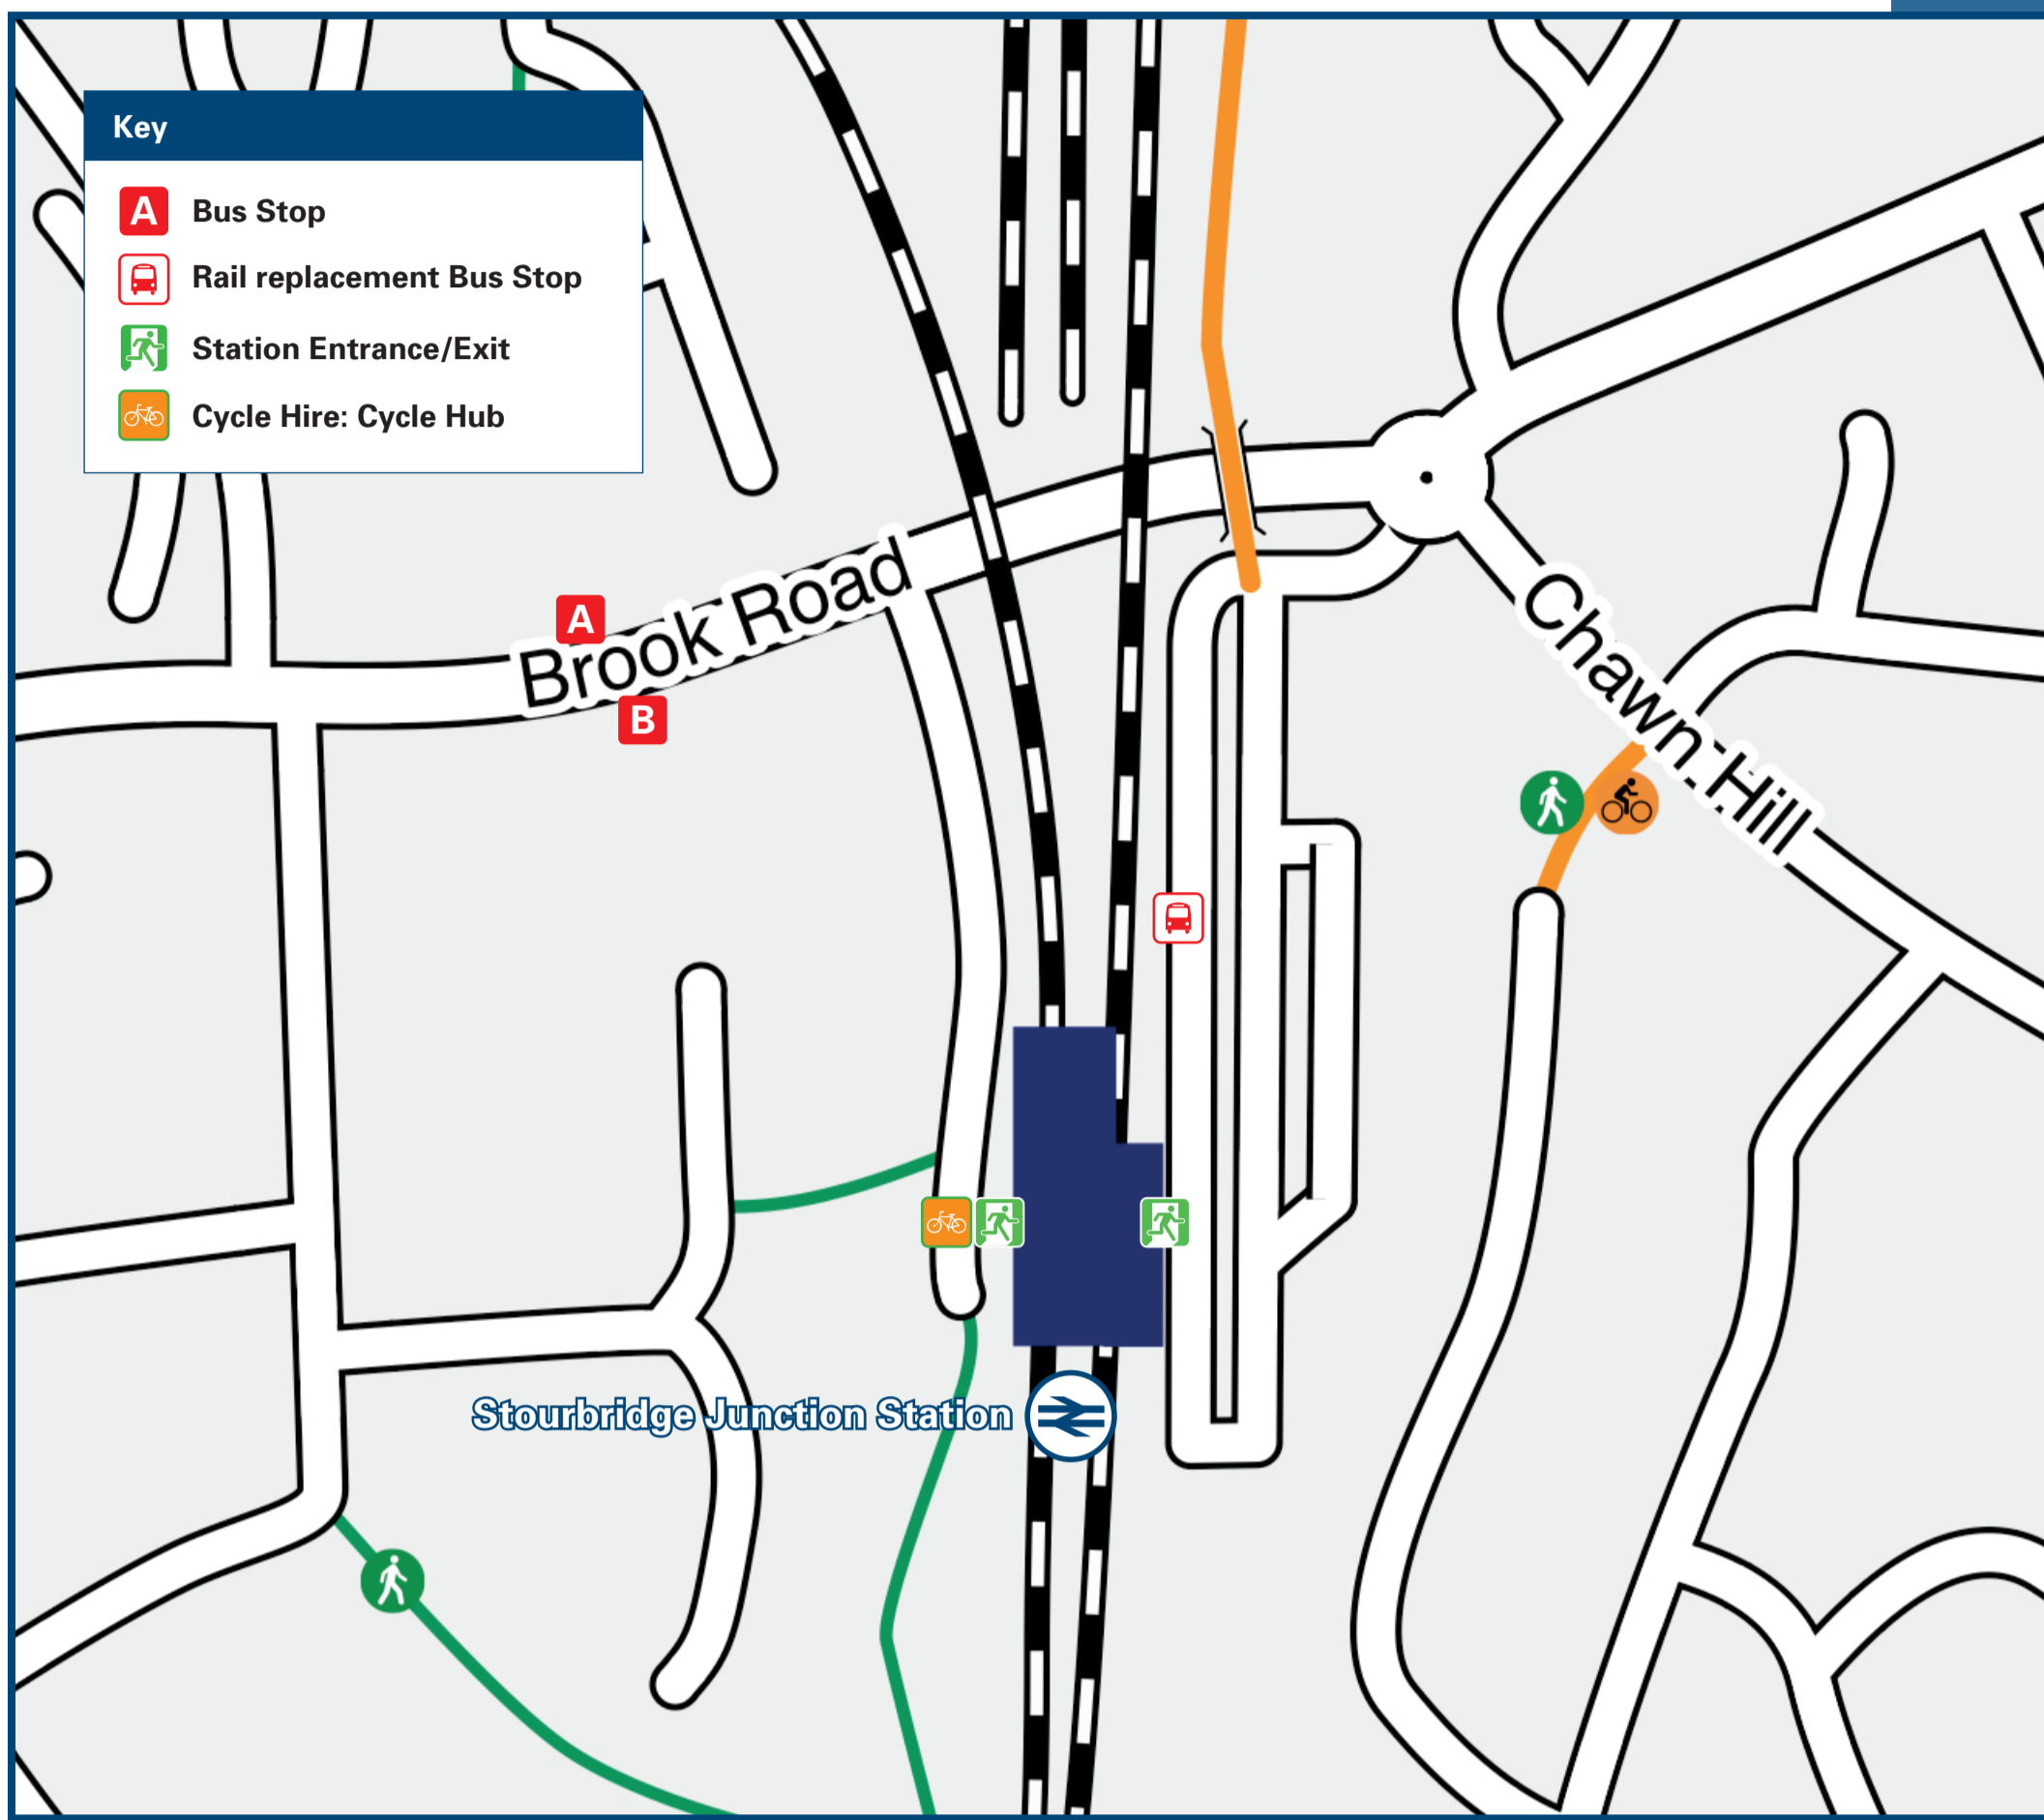 Key
A Bus Stop
Rail replacement Bus Stop
Station Entrance/Exit
Cycle Hire: Cycle Hub
A
Brook Road
B
Chawn Hill
Stourbridge Junction Station